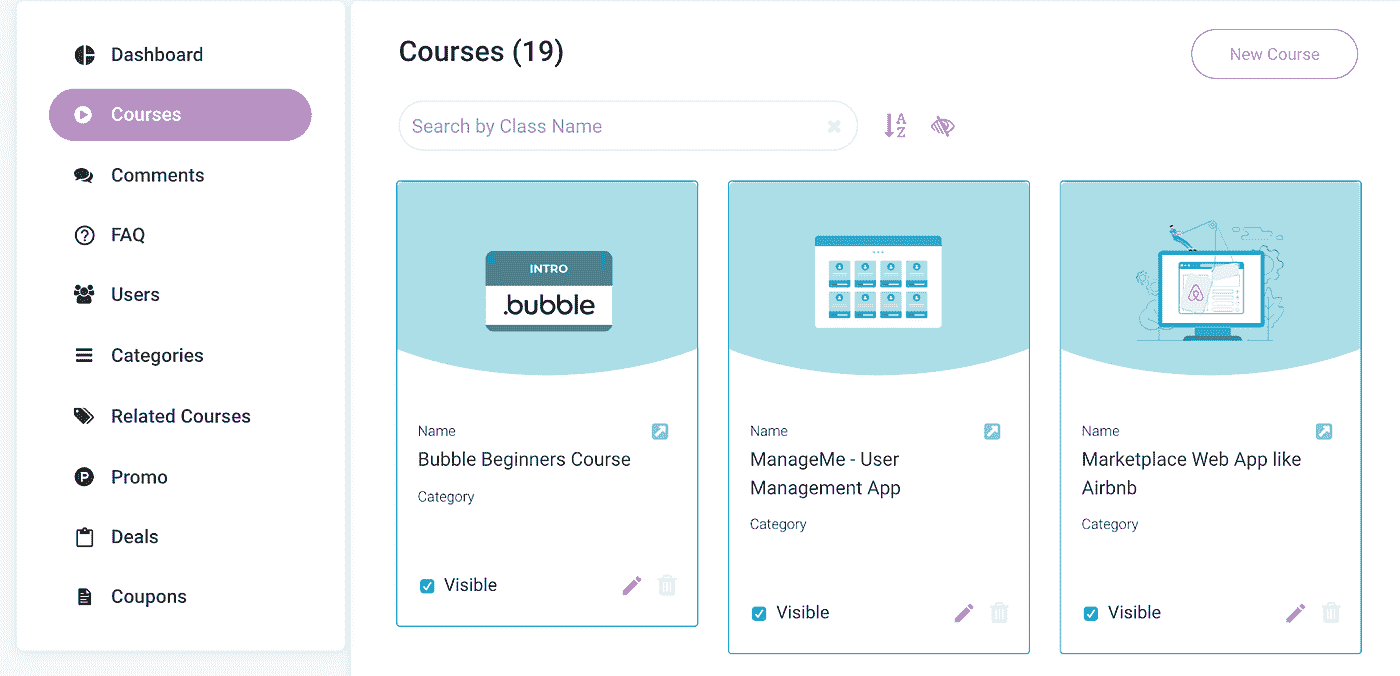 Dashboard
Courses
Comments
FAQ
Users
Categories
Related Courses
Promo
Deals
Coupons
Courses (19)
New Course
Search by Class Name
A
Z
INTRO
.bubble
Name
Bubble Beginners Course
Category
Visible
Name
ManageMe - User
Management App
Category
Visible
Name
Marketplace Web App like
Airbnb
Category
Visible